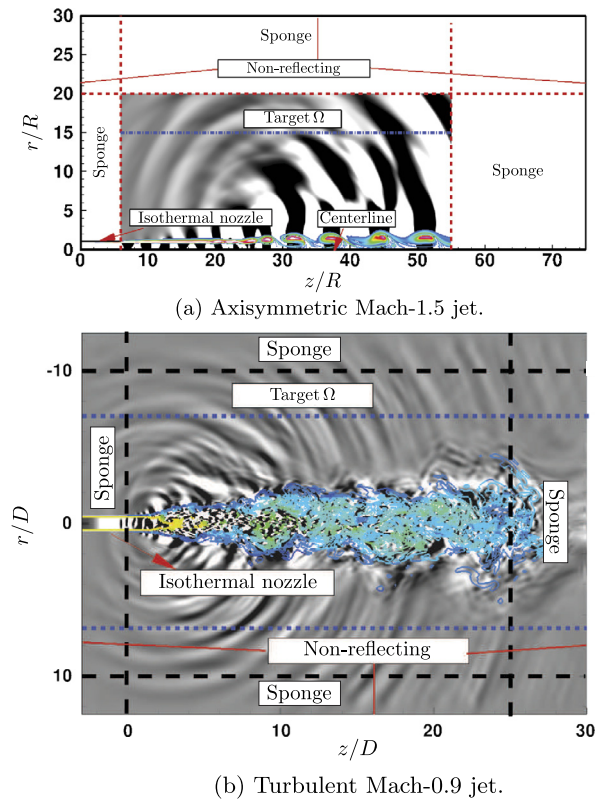 30
25
20
15
10
5
0
r/R
Sponge
Non-reflecting
Target Ω
Sponge
Sponge
Isothermal nozzle
Centerline
0 10 20 30 40 50 60 70
z/R
(a) Axisymmetric Mach-1.5 jet.
-10
0
10
r/D
Sponge
Target Ω
Sponge
Sponge
Isothermal nozzle
Non-reflecting
Sponge
0 10 20 30
z/D
(b) Turbulent Mach-0.9 jet.